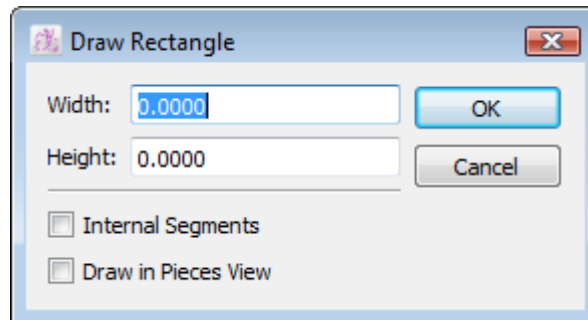 Draw Rectangle
Width: 0.0000
OK
Height: 0.0000
Cancel
Internal Segments
Draw in Pieces View